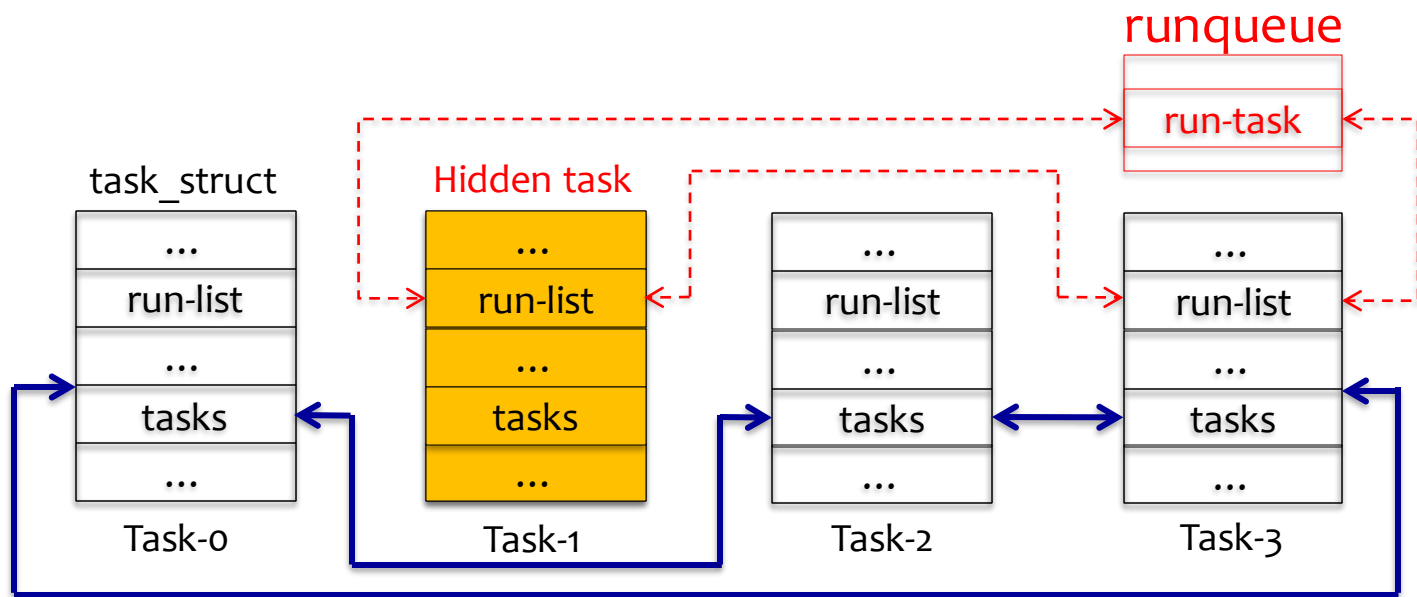 runqueue
run-task
task_struct
Hidden task
...
...
...
...
run-list
run-list
run-list
run-list
...
...
...
...
tasks
tasks
tasks
tasks
...
...
...
...
Task-0
Task-1
Task-2
Task-3